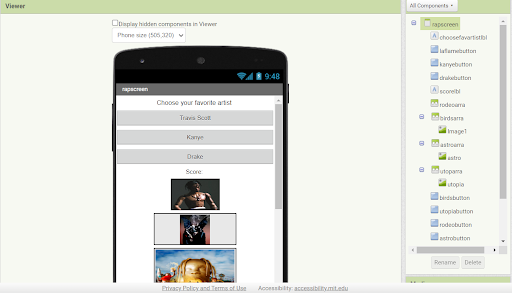 Viewer
All Components
Display hidden components in Viewer
Phone size (505,320)
9:48
rapscreen
Choose your favorite artist
Travis Scott
Kanye
Drake
Score:
rapscreen
choosefavartistlbl
laflamebutton
kanyebutton
drakebutton
scorelbl
rodeoarra
birdsarra
Image1
astroarra
astro
utoparra
utopia
birdsbutton
utopiabutton
rodeobutton
astrobutton
Rename
Delete
Privacy Policy and Terms of Use
Accessibility: accessibility.mit.edu